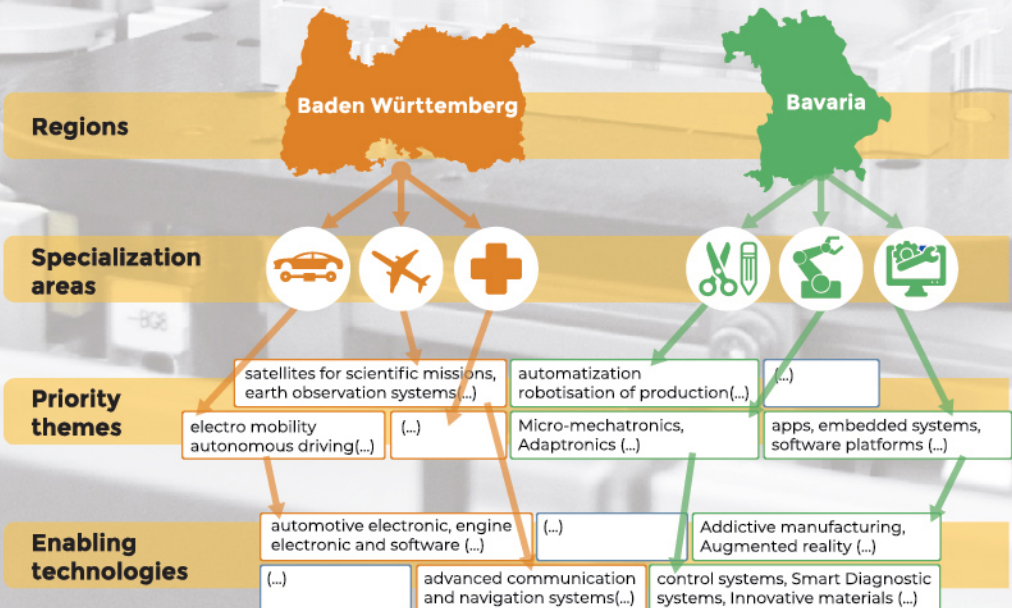 Baden Württemberg
Bavaria
Regions
Specialization
areas
Priority
themes
satellites for scientific missions,
earth observation systems(...)
automatization
robotisation of production(...)
(...)
electro mobility
autonomous driving(...)
(...)
Micro-mechatronics,
Adaptronics (...)
apps, embedded systems,
software platforms (...)
Enabling
technologies
automotive electronic, engine
electronic and software (...)
(...)
Addictive manufacturing,
Augmented reality (...)
(...)
advanced communication
and navigation systems(...)
control systems, Smart Diagnostic
systems, Innovative materials (...)